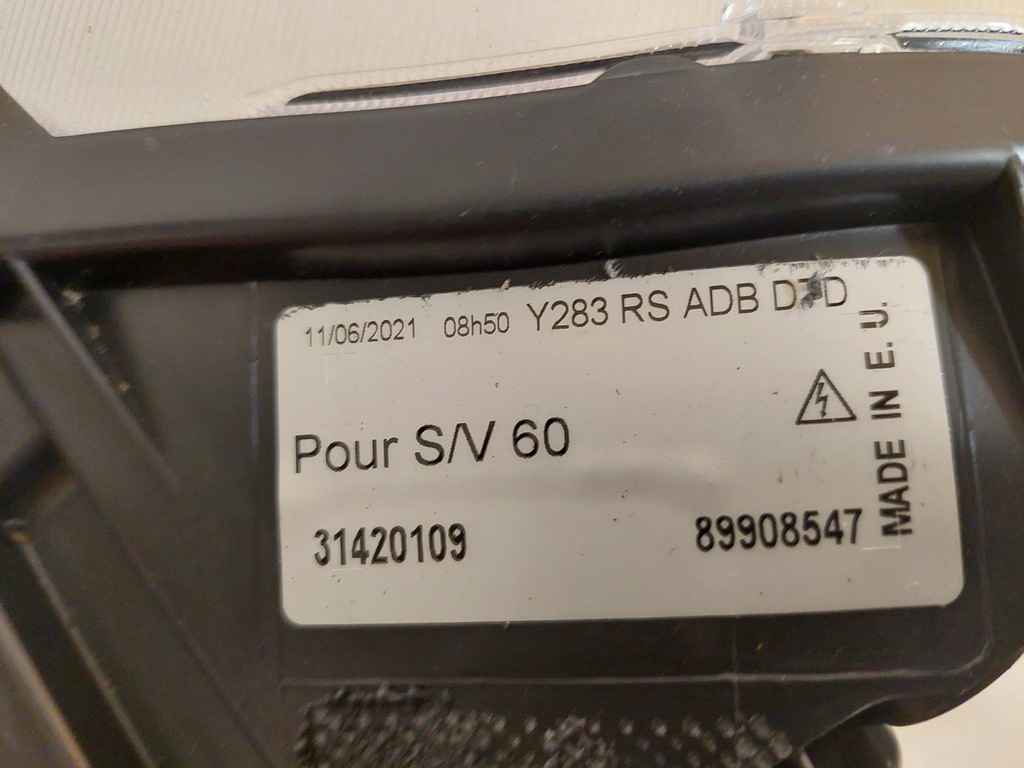 11/06/2021 08h50 Y283 RS ADB
Pour S/V 60
31420109 89908547
MADE IN E.U.